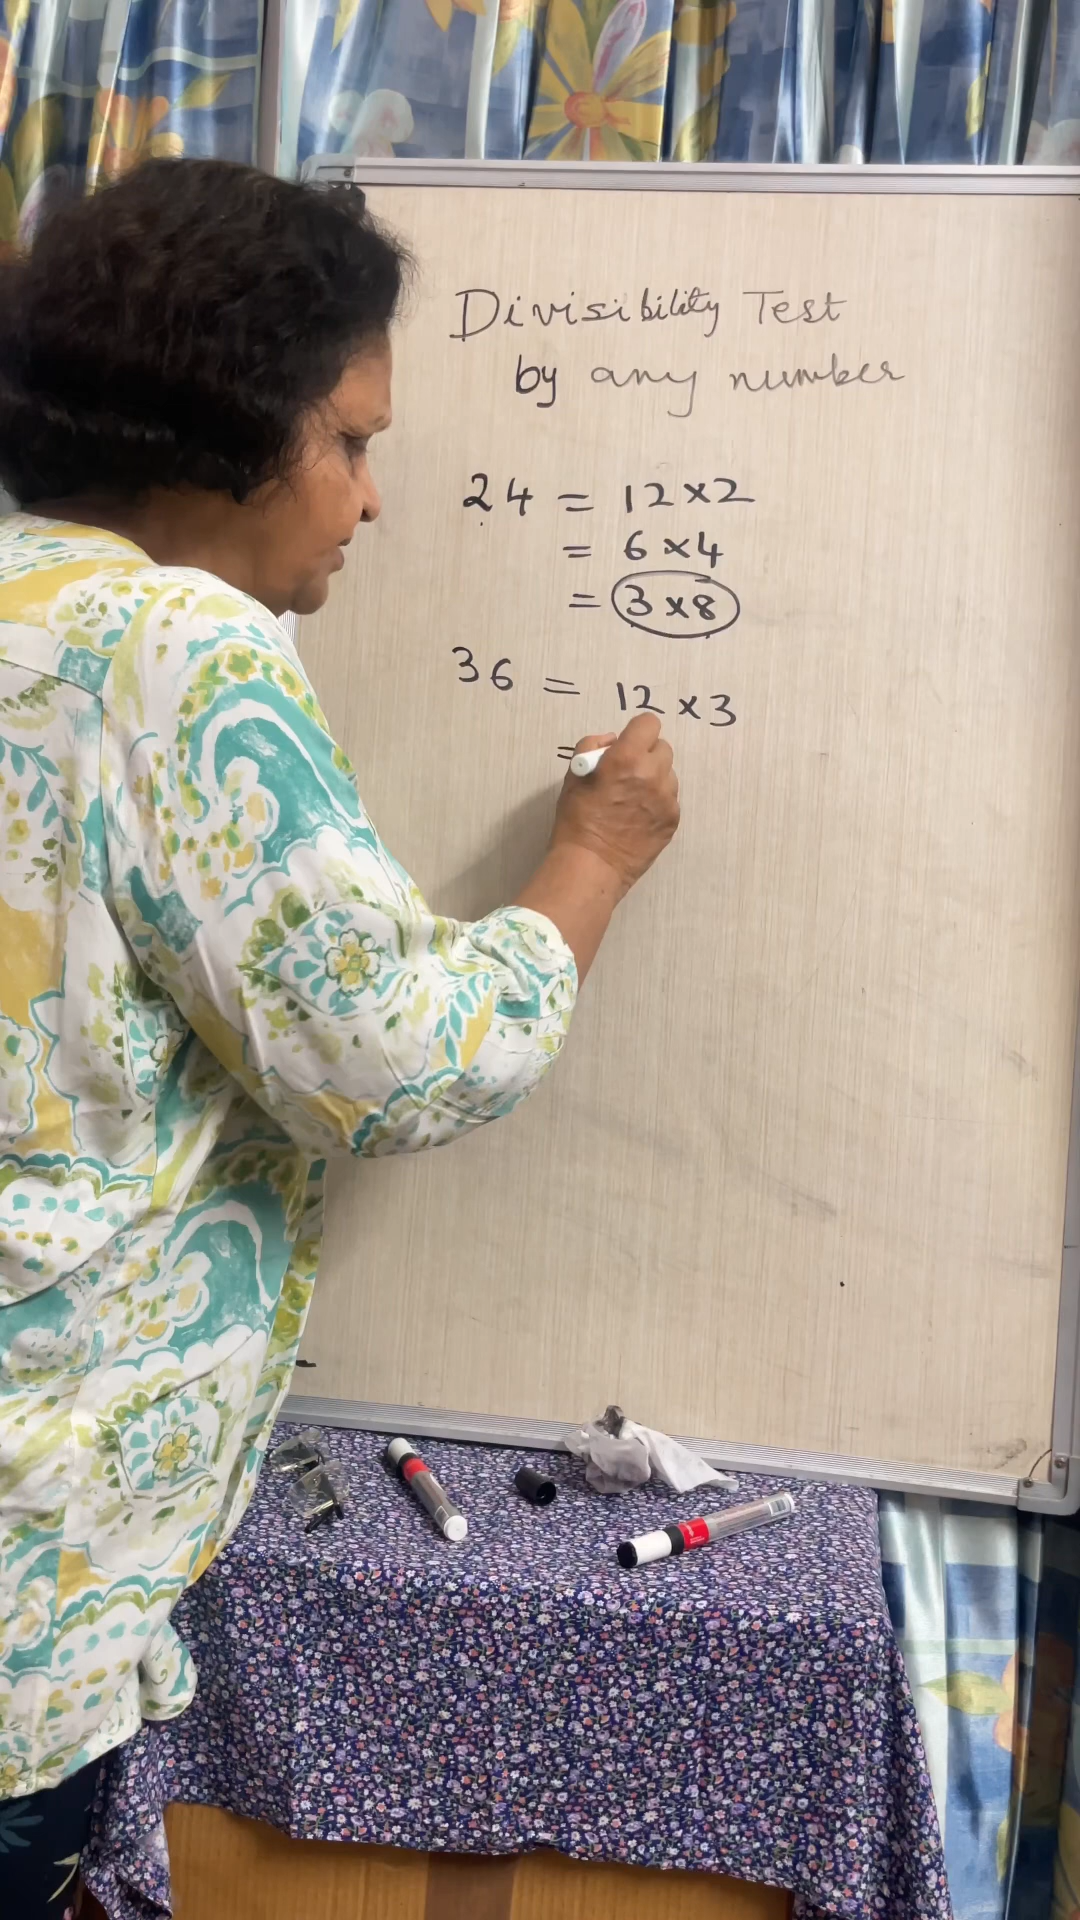 Divisibility Test
by any number
24 = 12 × 2
= 6 × 4
= 3 × 8
36 = 12 × 3
=